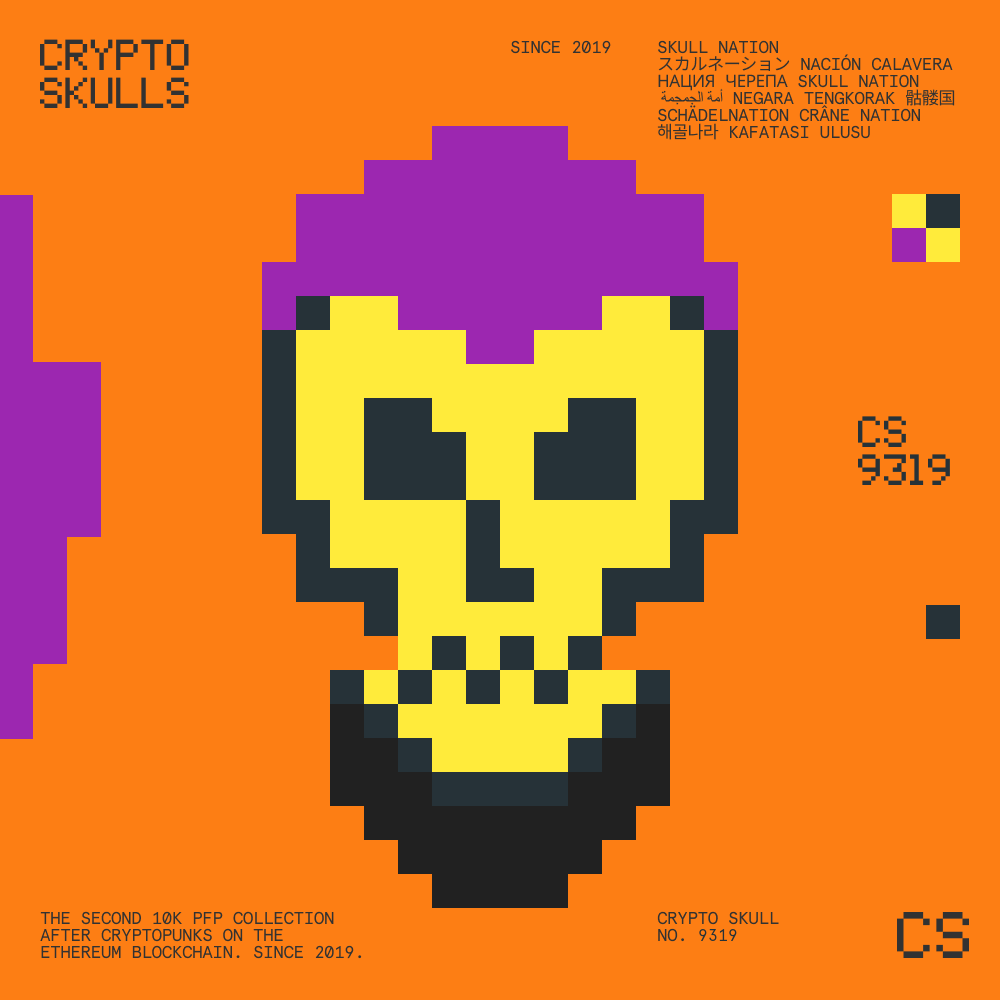 CRYPTO
SKULLS
SINCE 2019
SKULL NATION
スカルネーション NACIÓN CALAVERA
НАЦИЯ ЧЕРЕПА SKULL NATION
أمة الجمجمة NEGARA TENGKORAK 骷髅国
SCHÄDELNATION CRÂNE NATION
해골나라 KAFATASI ULUSU
CS
9319
THE SECOND 10K PFP COLLECTION
AFTER CRYPTOPUNKS ON THE
ETHEREUM BLOCKCHAIN. SINCE 2019.
CRYPTO SKULL
NO. 9319
CS